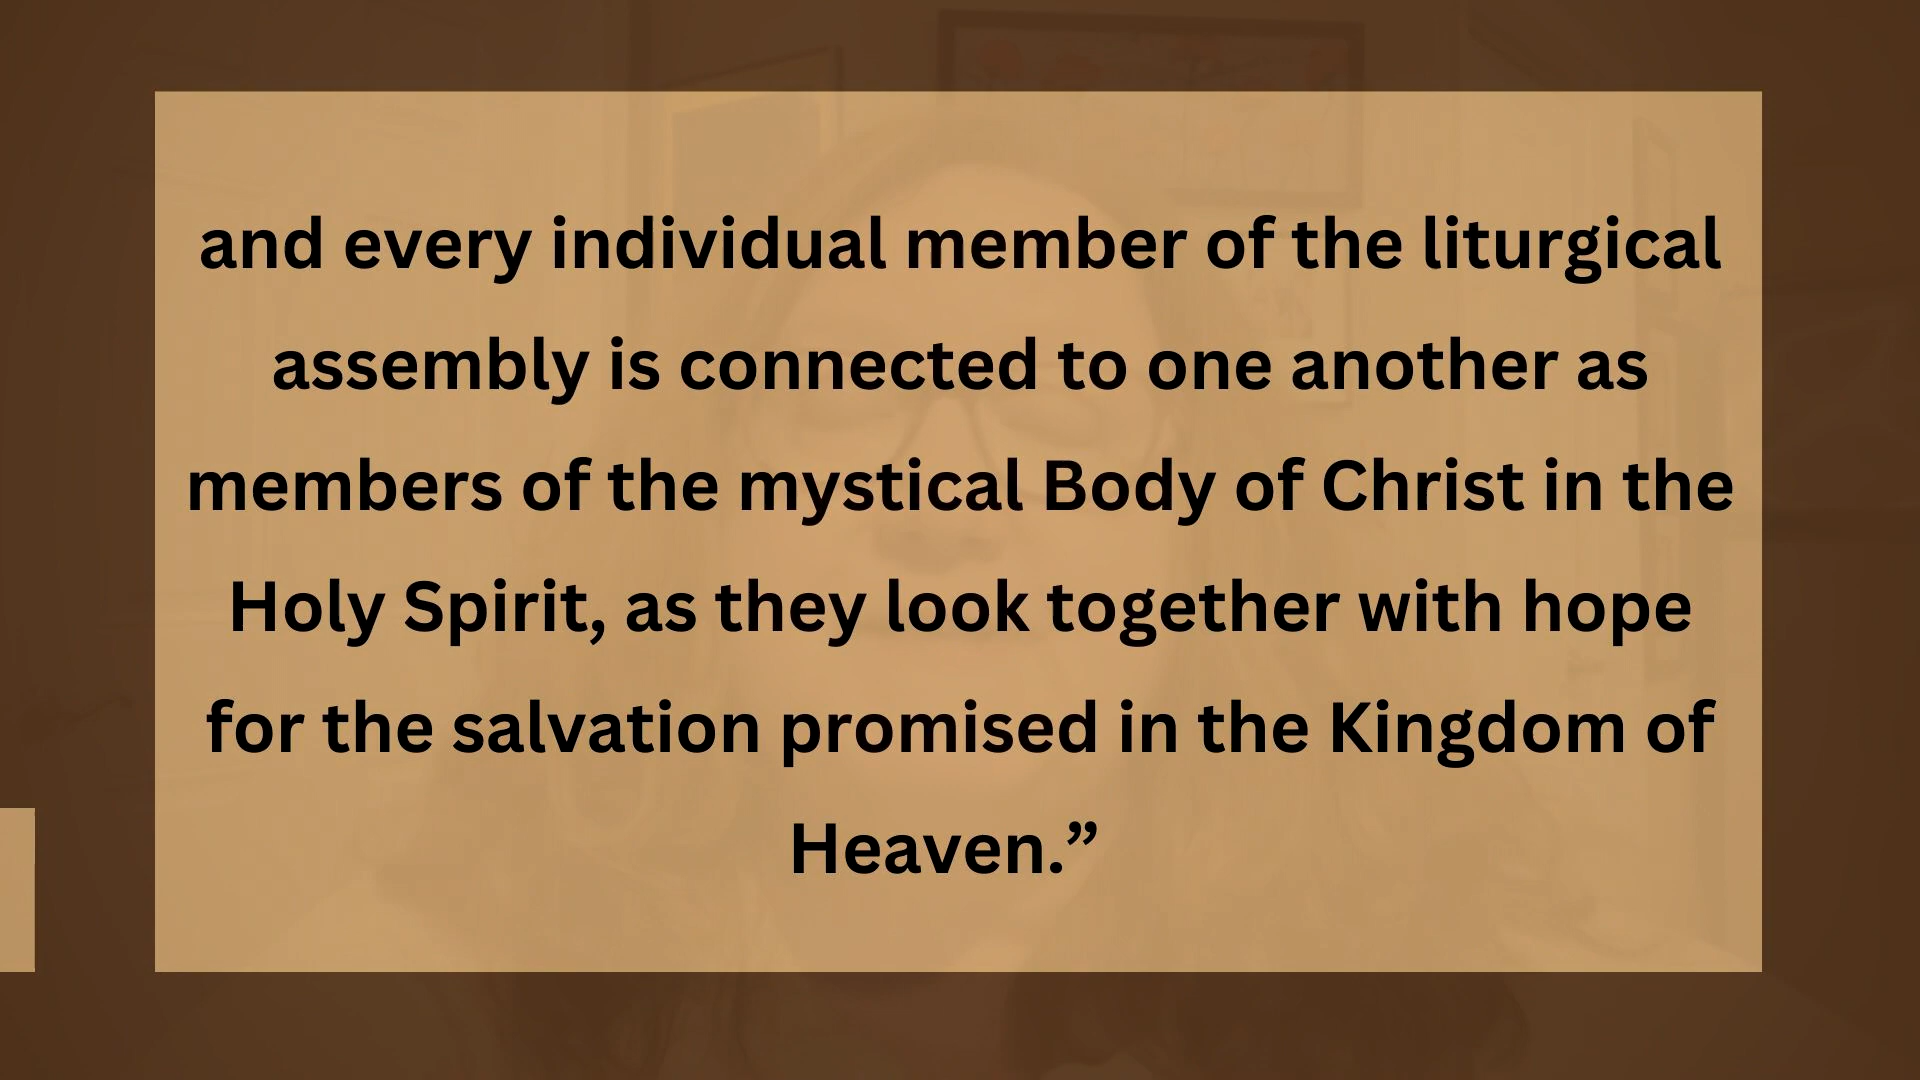 and every individual member of the liturgical
assembly is connected to one another as
members of the mystical Body of Christ in the
Holy Spirit, as they look together with hope
for the salvation promised in the Kingdom of
Heaven.”